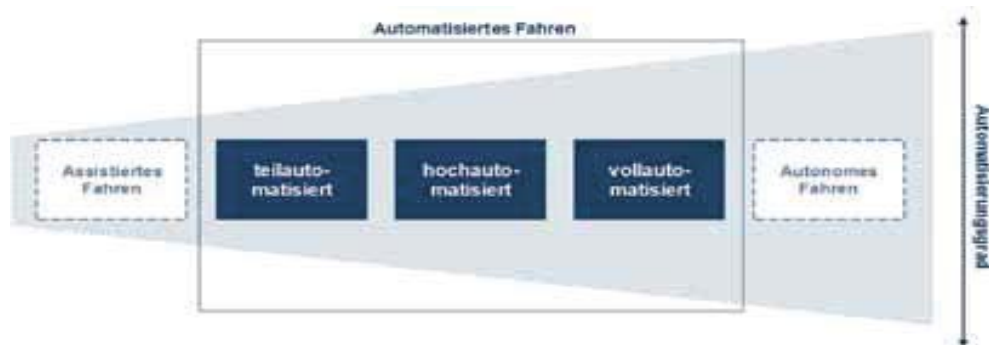 Automatisiertes Fahren
Assistiertes
Fahren
teilauto-
matisiert
hochauto-
matisiert
vollauto-
matisiert
Autonomes
Fahren
Automatisierungsgrad